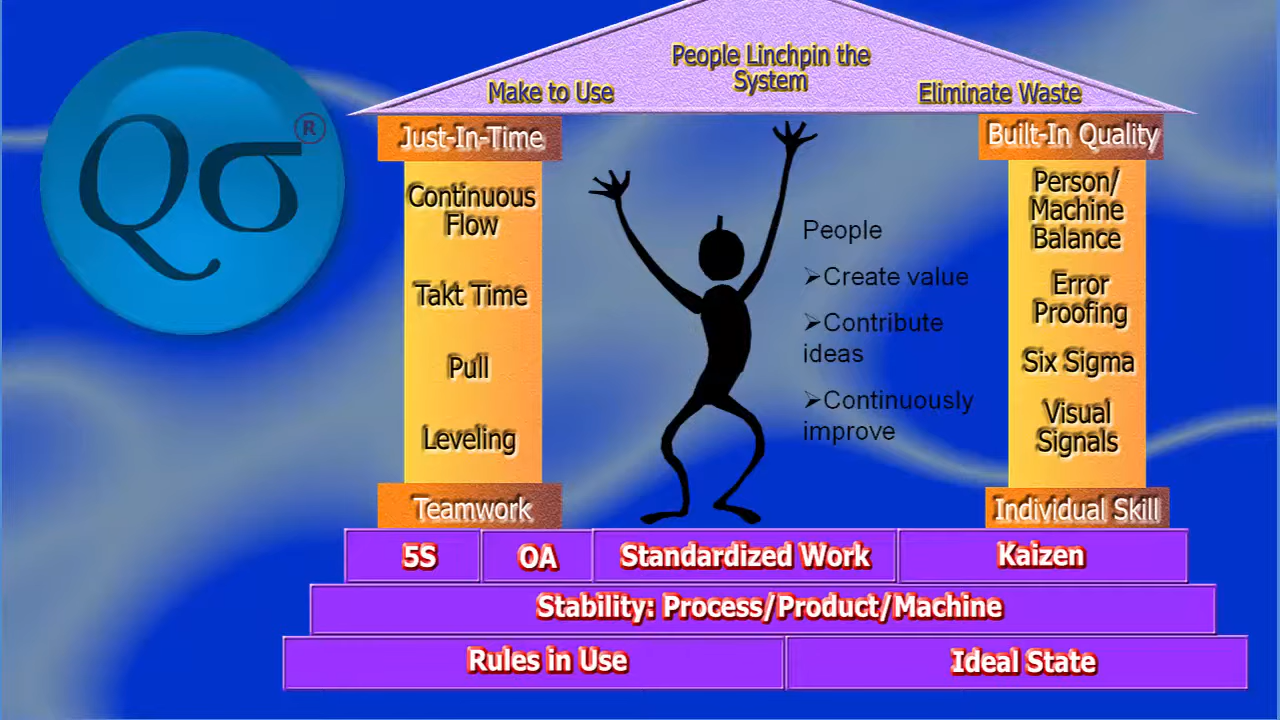 Qσ®
People Linchpin the
System
Make to Use
Eliminate Waste
Just-In-Time
Continuous
Flow
Takt Time
Pull
Leveling
Teamwork
People
➢Create value
➢Contribute
ideas
➢Continuously
improve
Built-In Quality
Person/
Machine
Balance
Error
Proofing
Six Sigma
Visual
Signals
Individual Skill
5S
OA
Standardized Work
Kaizen
Stability: Process/Product/Machine
Rules in Use
Ideal State